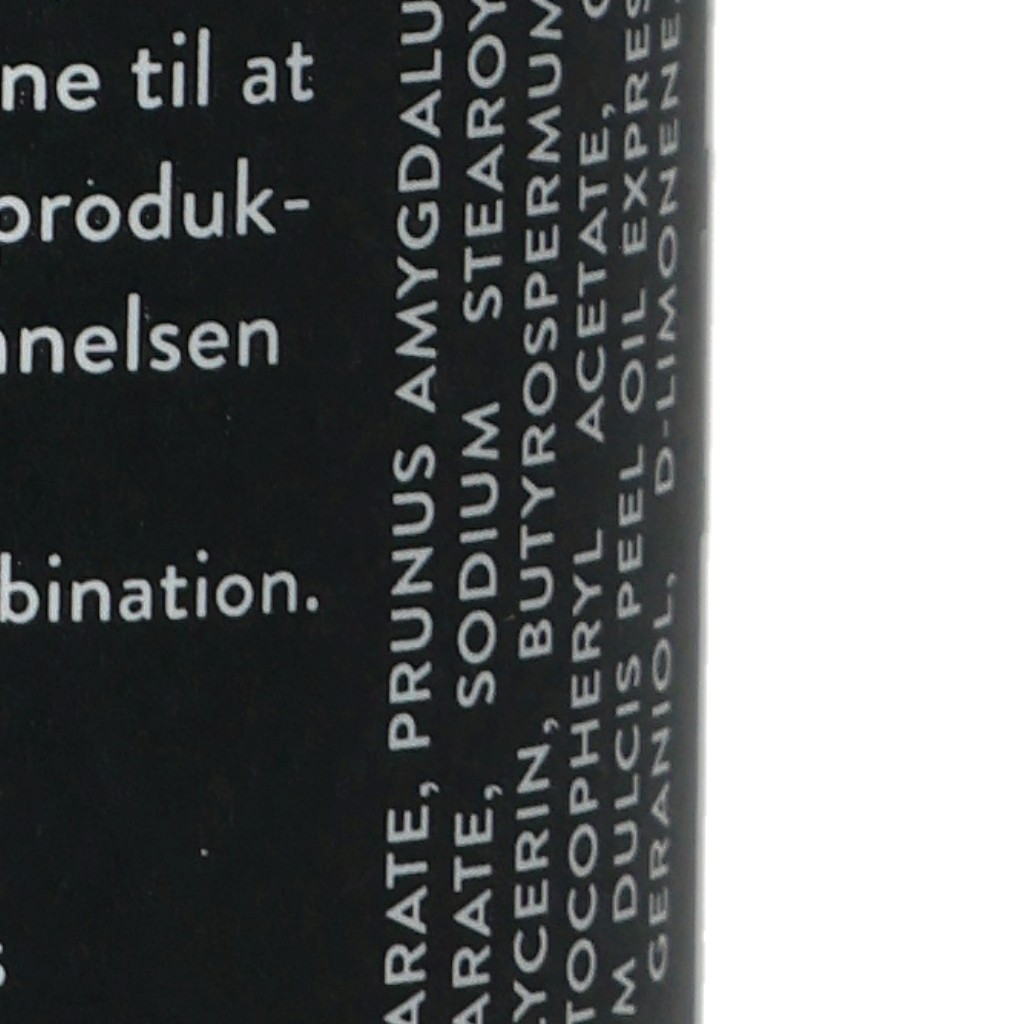 ne til at
produk-
nelsen
bination.
ARATE, PRUNUS AMYGDALU
ARATE, SODIUM STEAROY
YCERIN, BUTYROSPERMUM
TOCOPHERYL ACETATE,
M DULCIS PEEL OIL EXPRES
GERANIOL, D-LIMONENE